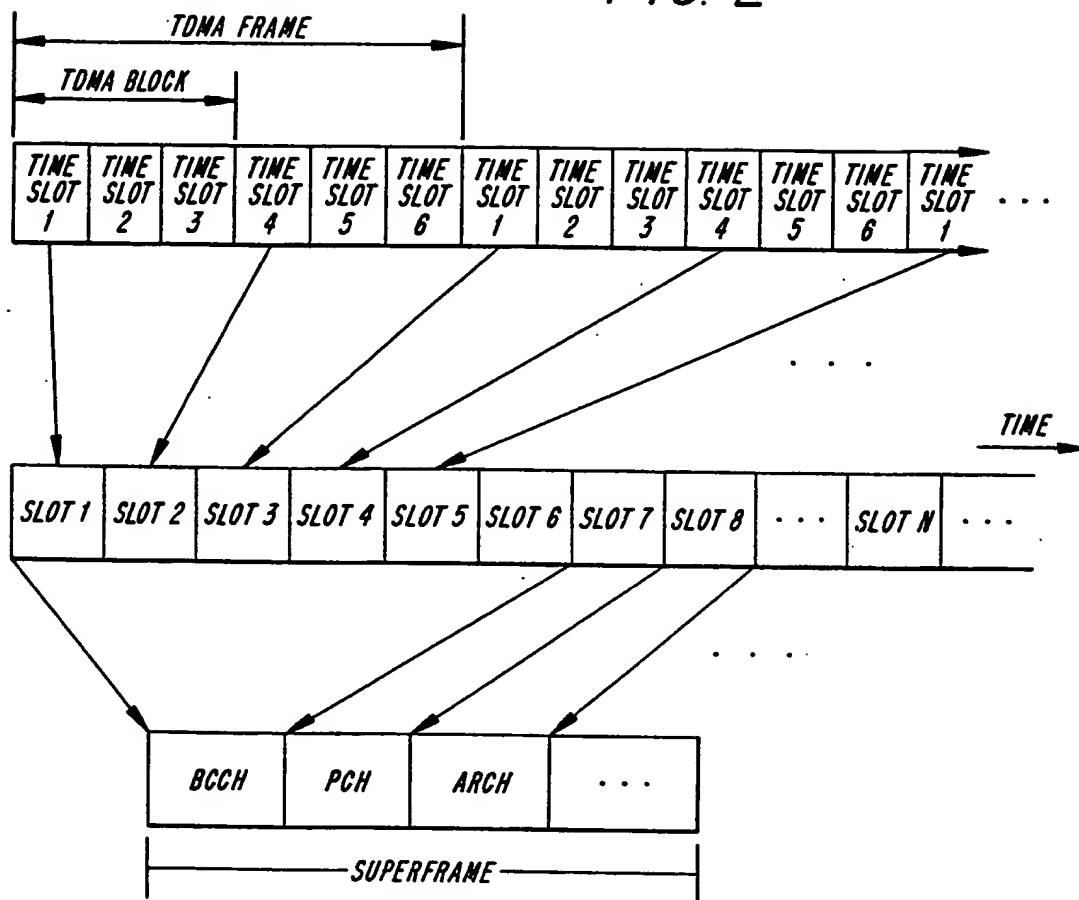 FIG. 2
TDMA FRAME
TDMA BLOCK
TIME SLOT 1 TIME SLOT 2 TIME SLOT 3 TIME SLOT 4 TIME SLOT 5 TIME SLOT 6 TIME SLOT 1 TIME SLOT 2 TIME SLOT 3 TIME SLOT 4 TIME SLOT 5 TIME SLOT 6 TIME SLOT 1 . . .
. . .
TIME
SLOT 1 SLOT 2 SLOT 3 SLOT 4 SLOT 5 SLOT 6 SLOT 7 SLOT 8 . . . SLOT N . . .
. . . .
BCCH PCH ARCH . . .
SUPERFRAME